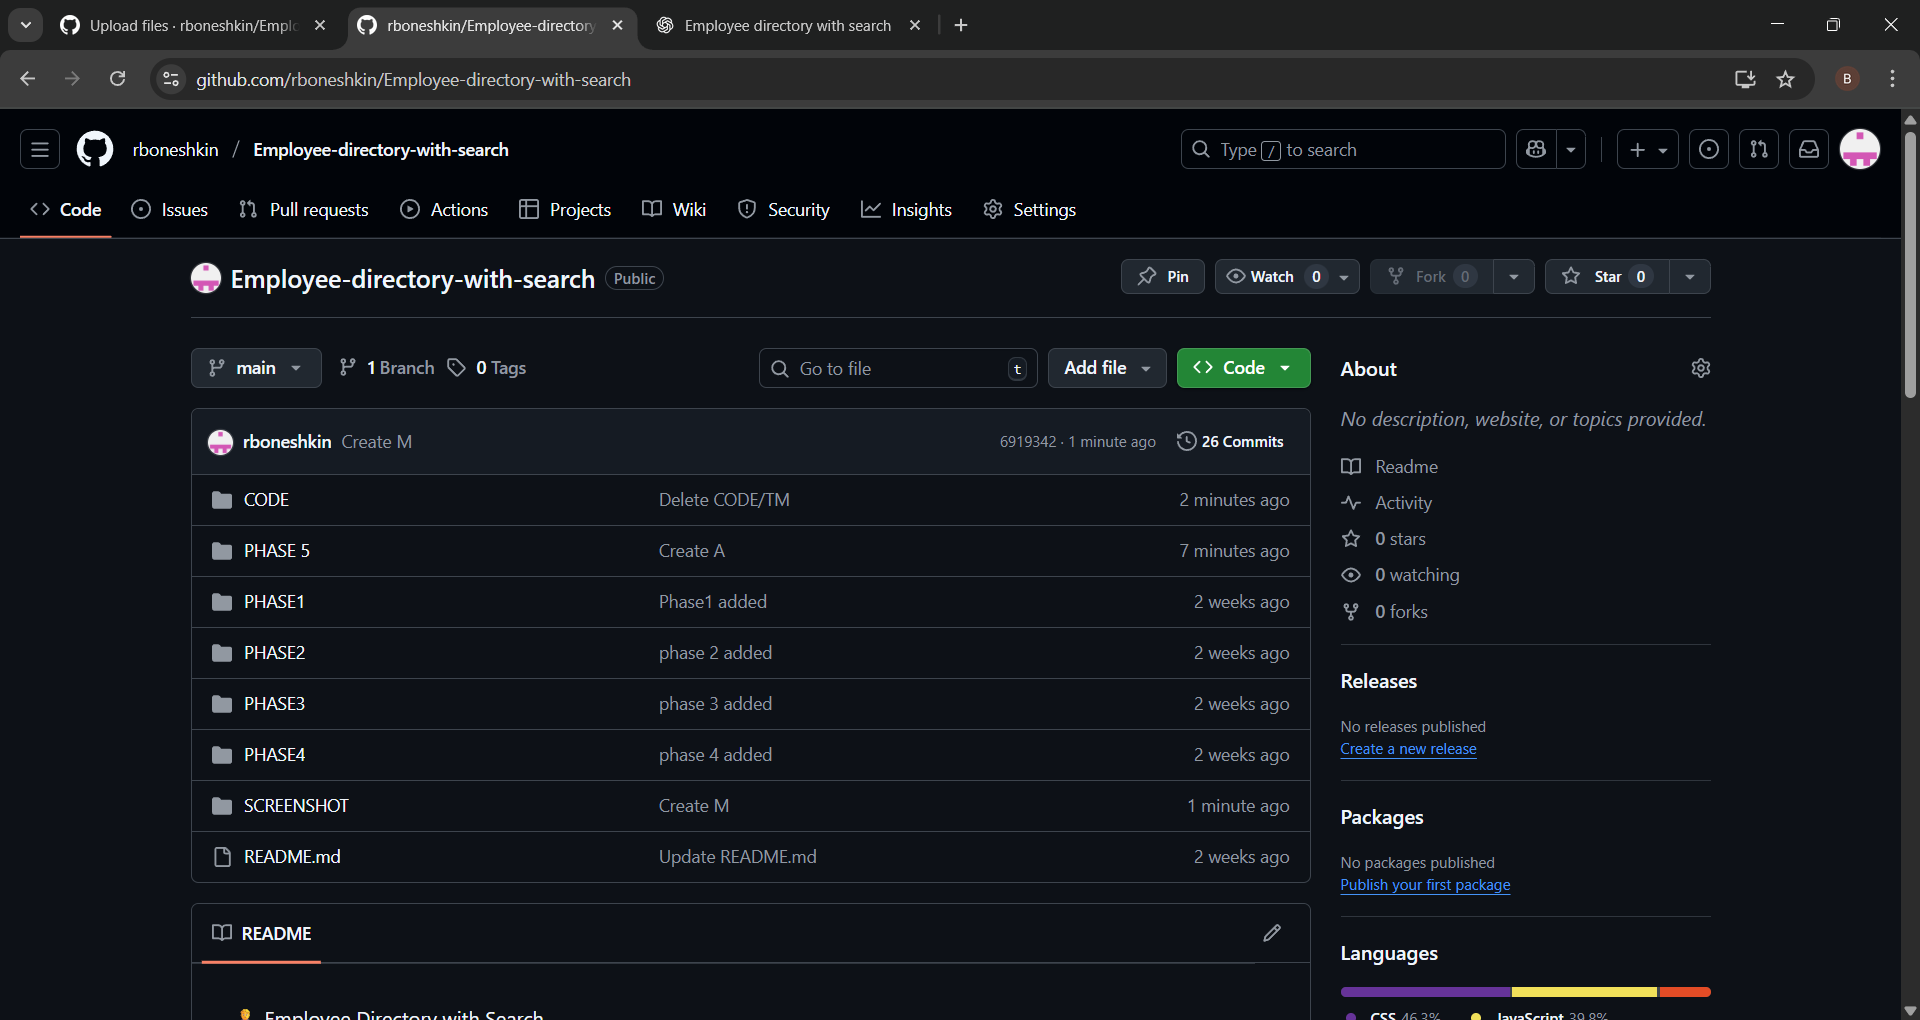 Upload files · rboneshkin/Empl
rboneshkin/Employee-directory
Employee directory with search
github.com/rboneshkin/Employee-directory-with-search
B
rboneshkin / Employee-directory-with-search
Type / to search
Code
Issues
Pull requests
Actions
Projects
Wiki
Security
Insights
Settings
Employee-directory-with-search Public
Pin
Watch 0
Fork 0
Star 0
main
1 Branch
0 Tags
Go to file t
Add file
Code
rboneshkin Create M 6919342 · 1 minute ago 26 Commits
CODE Delete CODE/TM 2 minutes ago
PHASE 5 Create A 7 minutes ago
PHASE1 Phase1 added 2 weeks ago
PHASE2 phase 2 added 2 weeks ago
PHASE3 phase 3 added 2 weeks ago
PHASE4 phase 4 added 2 weeks ago
SCREENSHOT Create M 1 minute ago
README.md Update README.md 2 weeks ago
README
Employee Directory with Search
About
No description, website, or topics provided.
Readme
Activity
0 stars
0 watching
0 forks
Releases
No releases published
Create a new release
Packages
No packages published
Publish your first package
Languages
CSS 46.3% JavaScript 39.8%